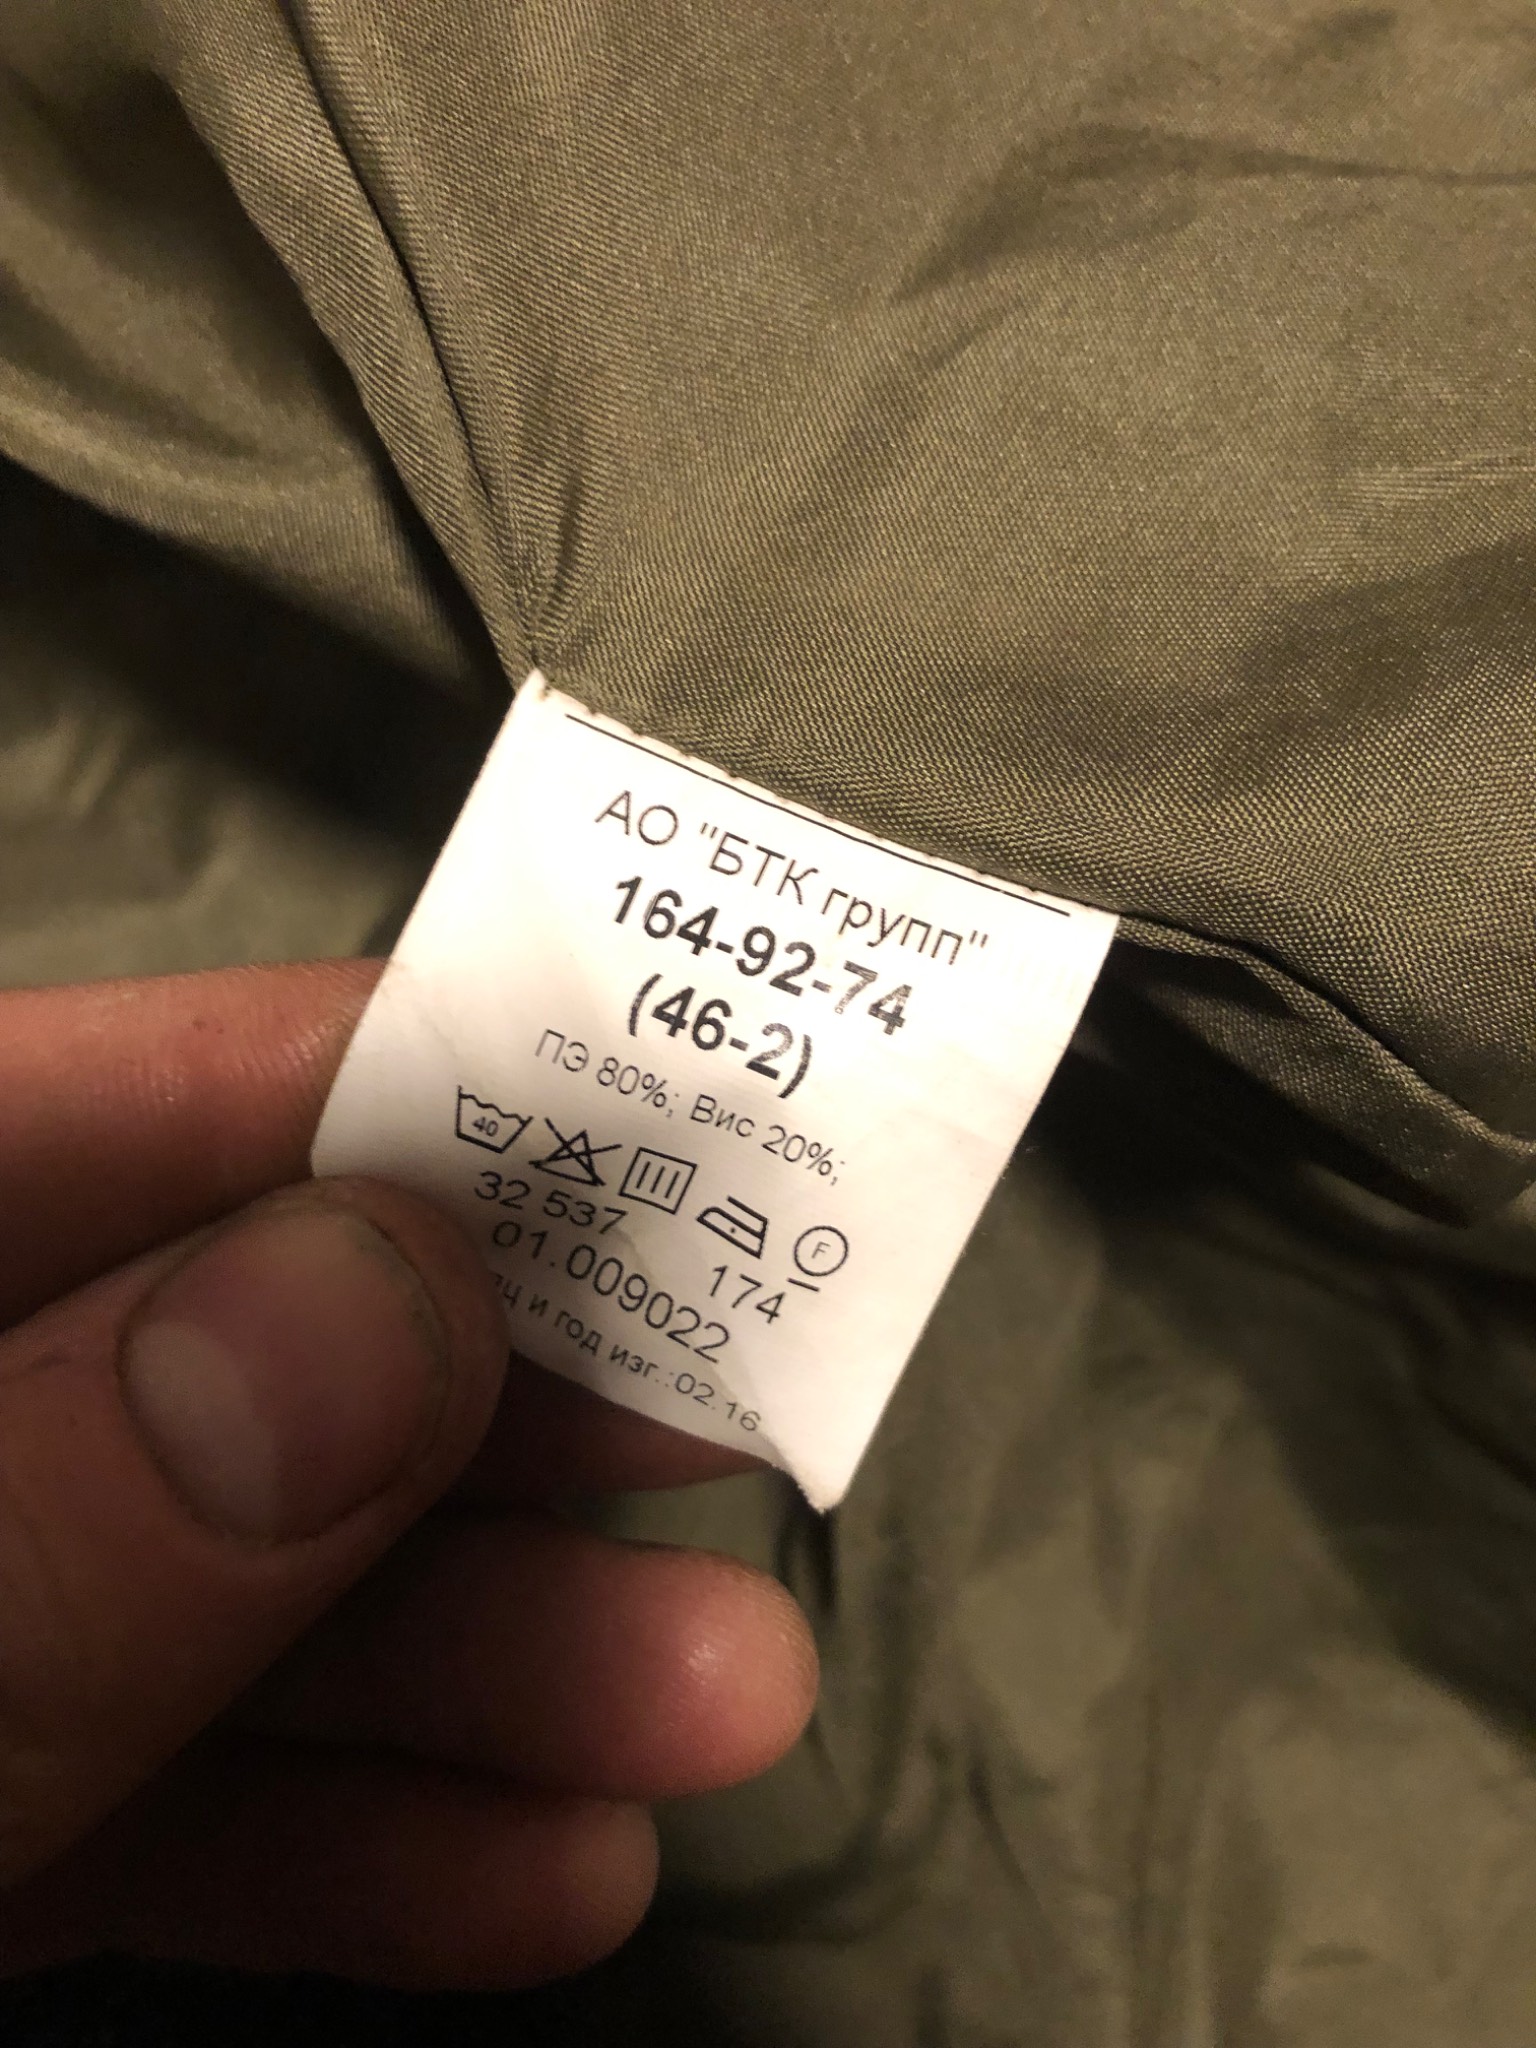 АО "БТК групп"
164-92-74
(46-2)
ПЭ 80%; Вис 20%;
40 F
32 537 174
01.009022
и год изг.:02.16